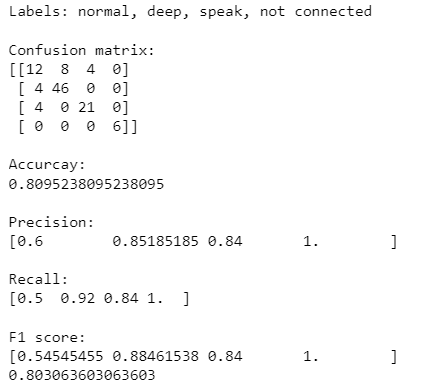 Labels: normal, deep, speak, not connected
Confusion matrix:
[[12  8  4  0]
 [ 4 46  0  0]
 [ 4  0 21  0]
 [ 0  0  0  6]]
Accurcay:
0.8095238095238095
Precision:
[0.6        0.85185185 0.84       1.        ]
Recall:
[0.5  0.92 0.84 1.  ]
F1 score:
[0.54545455 0.88461538 0.84       1.        ]
0.803063603063603